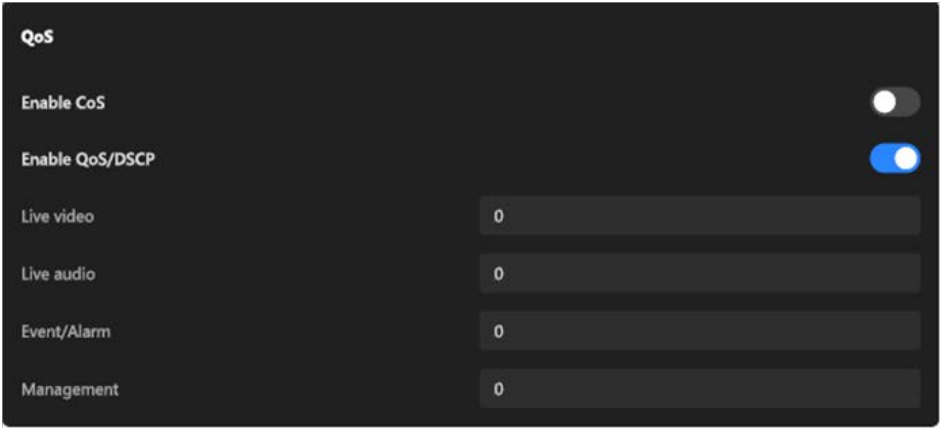 QoS
Enable CoS
Enable QoS/DSCP
Live video 0
Live audio 0
Event/Alarm 0
Management 0